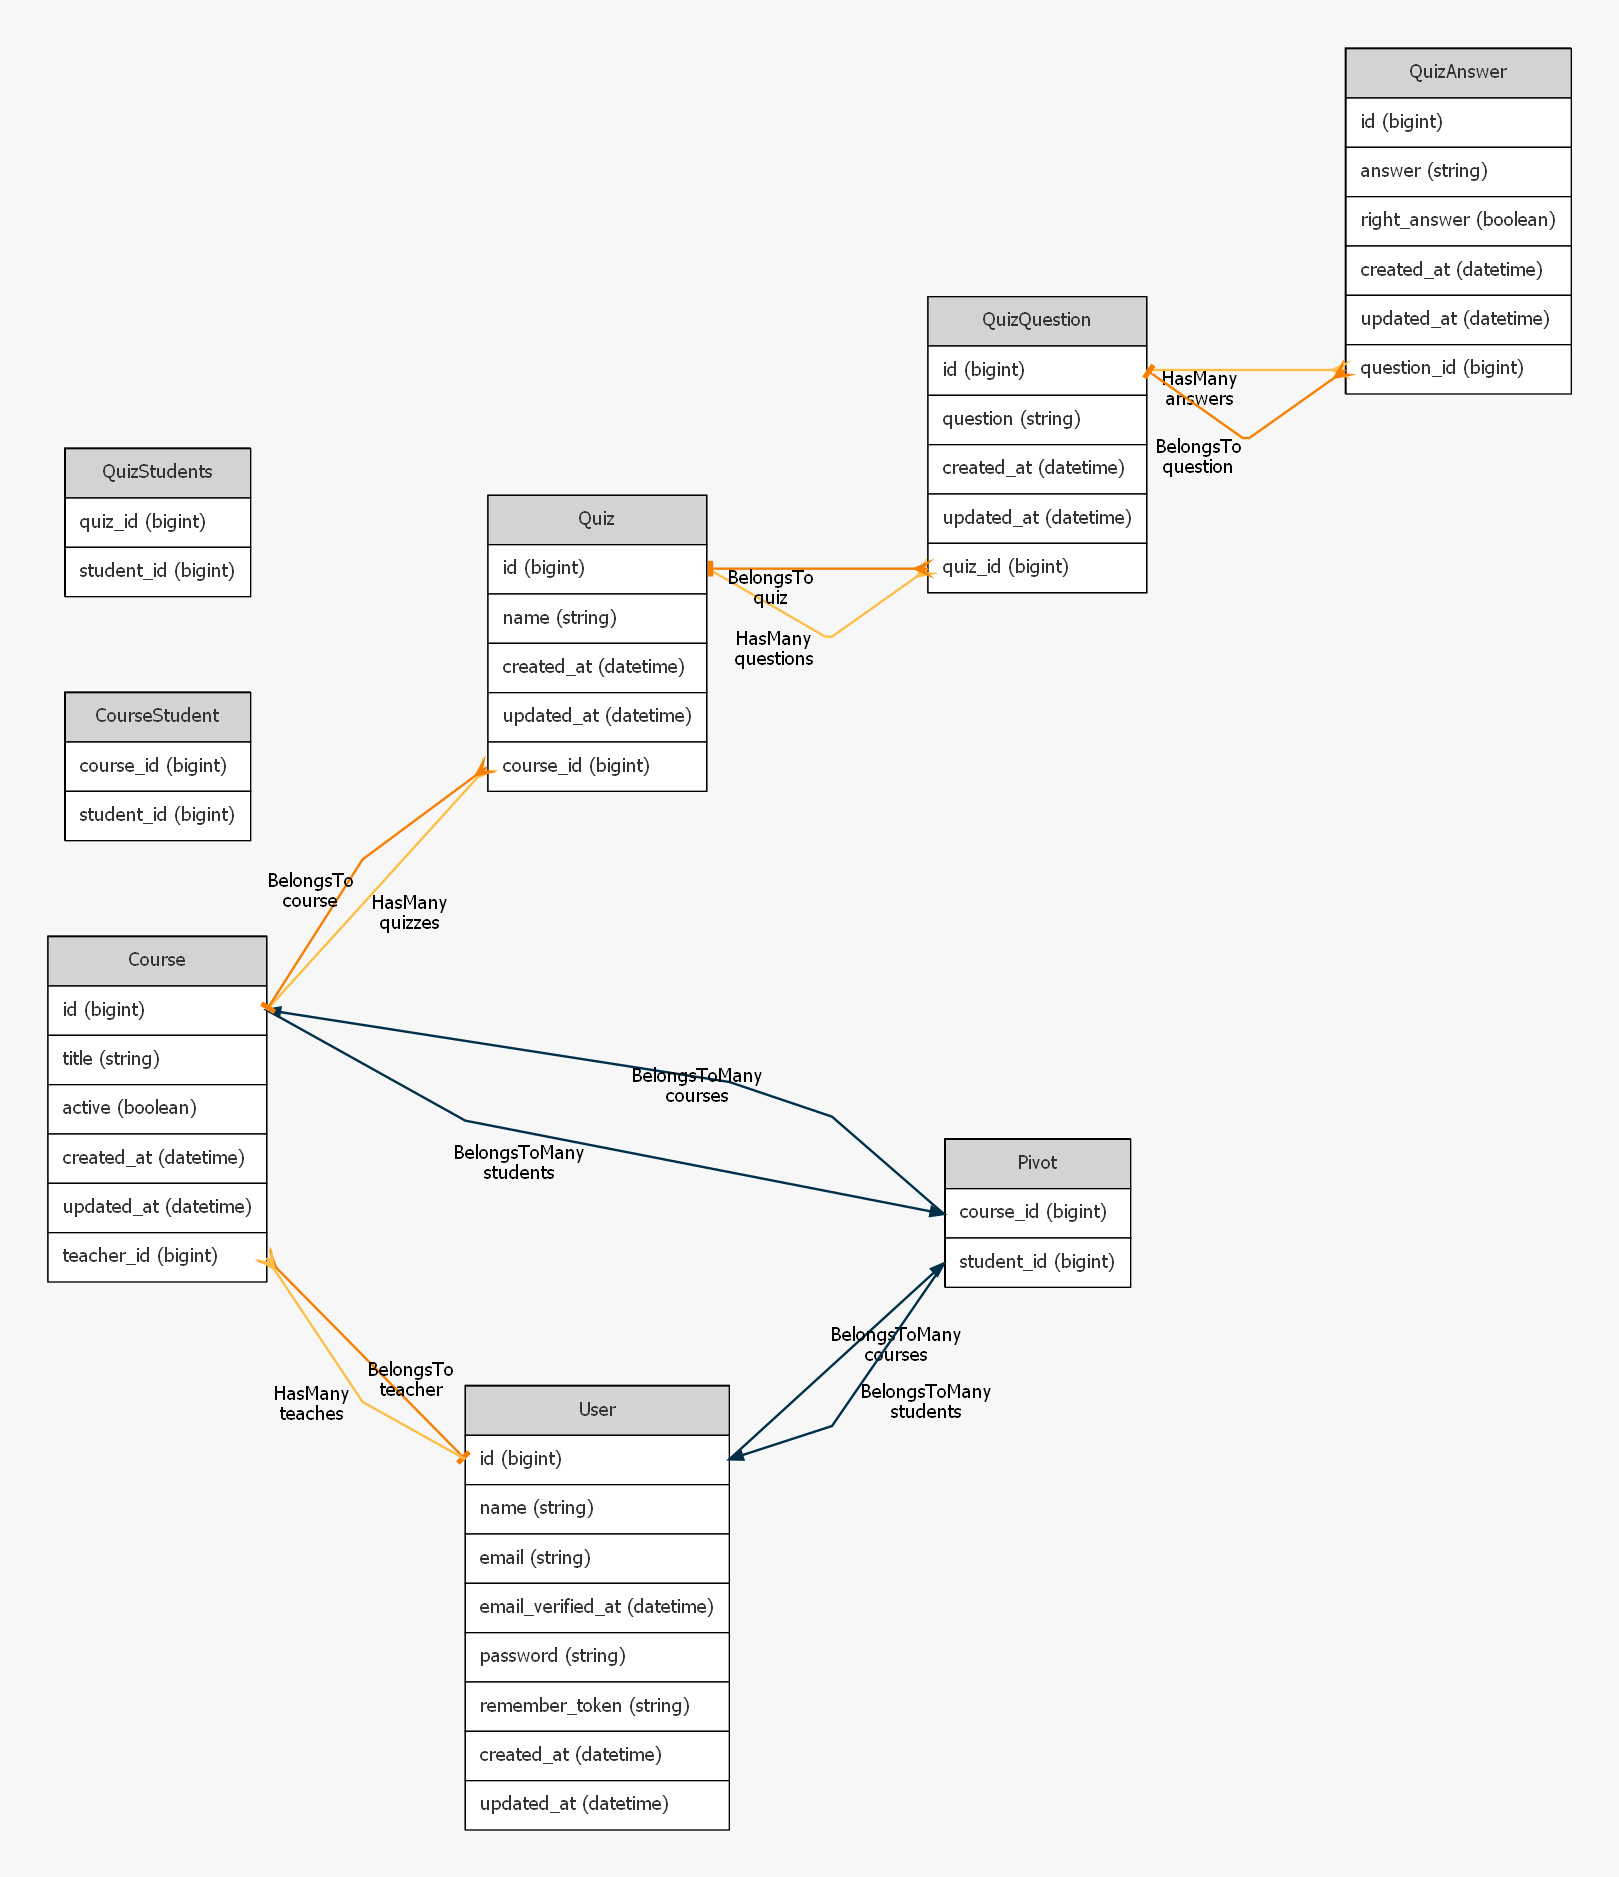 QuizAnswer
id (bigint)
answer (string)
right_answer (boolean)
created_at (datetime)
updated_at (datetime)
question_id (bigint)
QuizQuestion
id (bigint)
question (string)
created_at (datetime)
updated_at (datetime)
quiz_id (bigint)
HasMany
answers
BelongsTo
question
QuizStudents
quiz_id (bigint)
student_id (bigint)
Quiz
id (bigint)
name (string)
created_at (datetime)
updated_at (datetime)
course_id (bigint)
BelongsTo
quiz
HasMany
questions
CourseStudent
course_id (bigint)
student_id (bigint)
BelongsTo
course
HasMany
quizzes
Course
id (bigint)
title (string)
active (boolean)
created_at (datetime)
updated_at (datetime)
teacher_id (bigint)
BelongsToMany
courses
BelongsToMany
students
Pivot
course_id (bigint)
student_id (bigint)
BelongsToMany
courses
BelongsToMany
students
BelongsTo
teacher
HasMany
teaches
User
id (bigint)
name (string)
email (string)
email_verified_at (datetime)
password (string)
remember_token (string)
created_at (datetime)
updated_at (datetime)